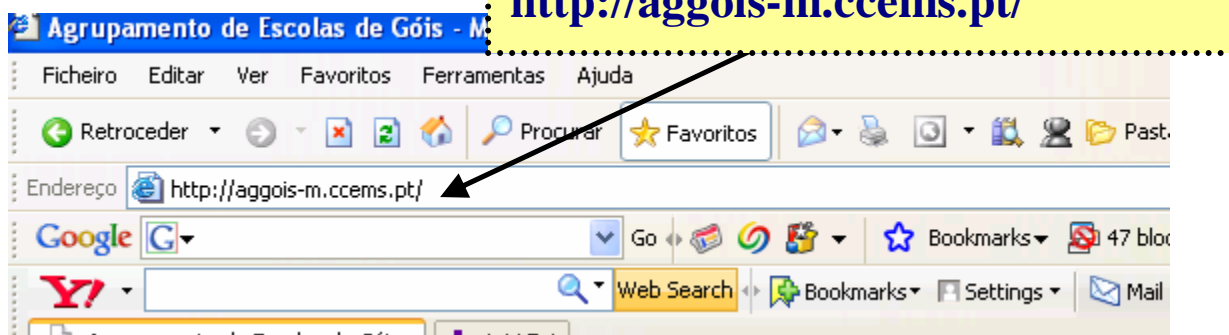 http://aggois-m.ccems.pt/
Agrupamento de Escolas de Góis - M
Ficheiro Editar Ver Favoritos Ferramentas Ajuda
Retroceder Procurar Favoritos Past
Endereço http://aggois-m.ccems.pt/
Google G Go Bookmarks 47 bloc
Y! Web Search Bookmarks Settings Mail